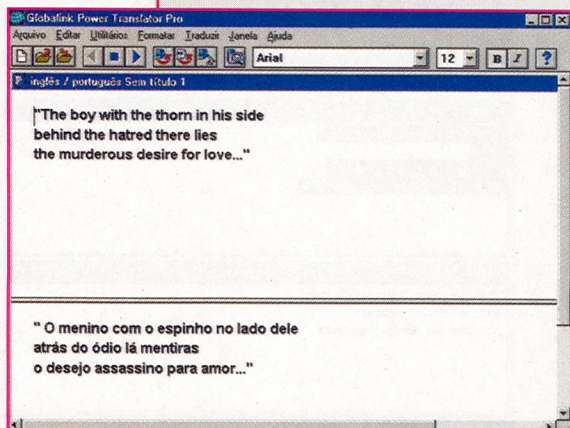 Globalink Power Translator Pro
Arquivo Editar Utilitários Formatar Traduzir Janela Ajuda
Arial 12 B I ?
inglês / português Sem título 1
"The boy with the thorn in his side
behind the hatred there lies
the murderous desire for love..."
" O menino com o espinho no lado dele
atrás do ódio lá mentiras
o desejo assassino para amor..."